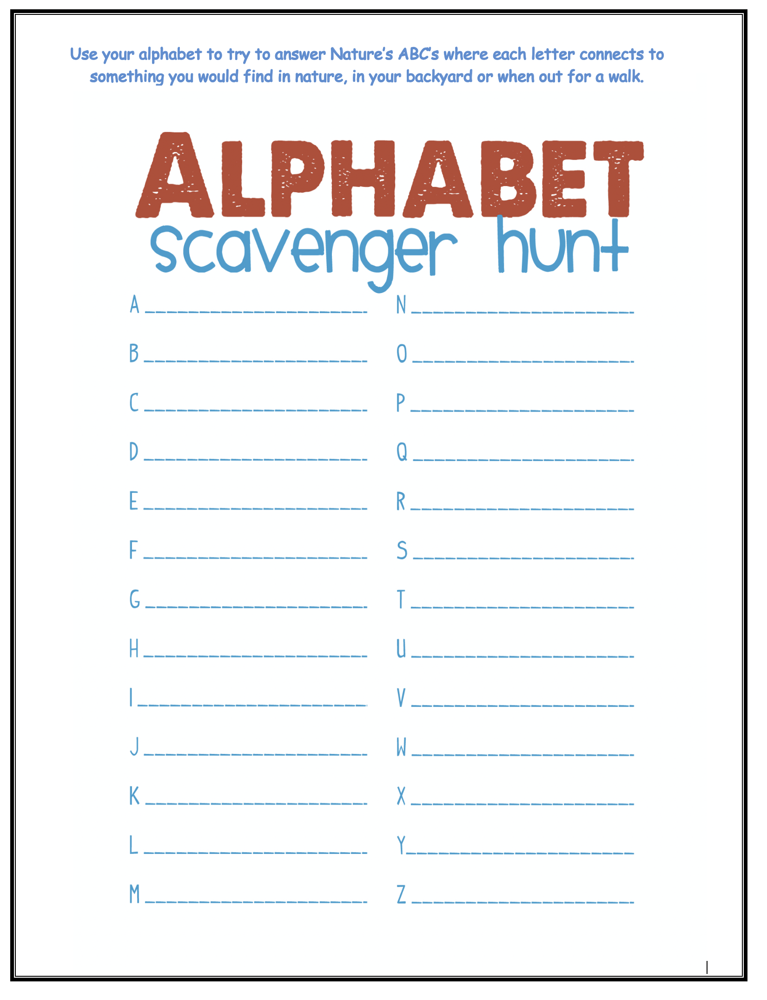 Use your alphabet to try to answer Nature's ABC's where each letter connects to
something you would find in nature, in your backyard or when out for a walk.
ALPHABET
scavenger hunt
A ____________________
B ____________________
C ____________________
D ____________________
E ____________________
F ____________________
G ____________________
H ____________________
I ____________________
J ____________________
K ____________________
L ____________________
M ____________________
N ____________________
O ____________________
P ____________________
Q ____________________
R ____________________
S ____________________
T ____________________
U ____________________
V ____________________
W ____________________
X ____________________
Y ____________________
Z ____________________